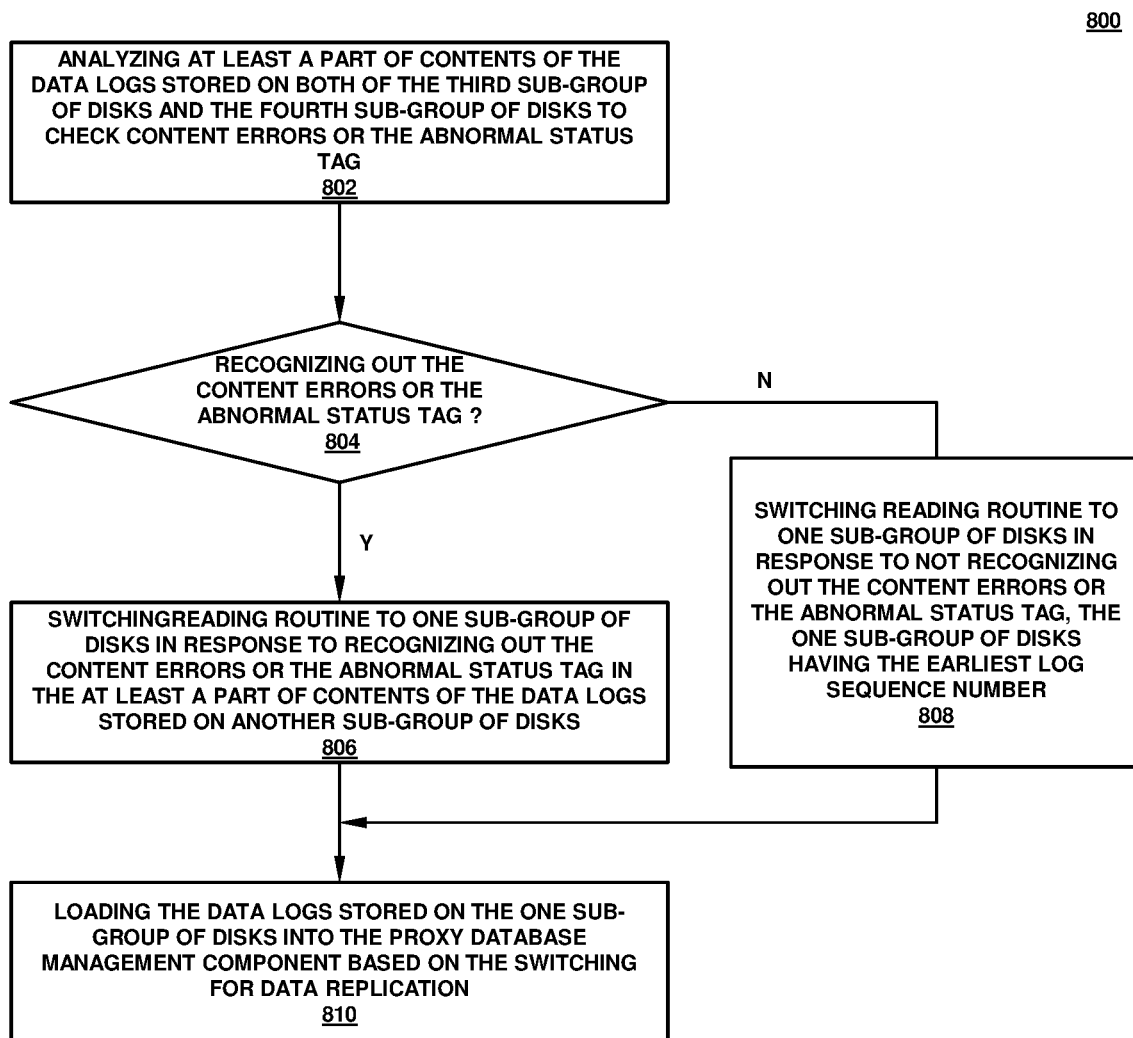 800
ANALYZING AT LEAST A PART OF CONTENTS OF THE
DATA LOGS STORED ON BOTH OF THE THIRD SUB-GROUP
OF DISKS AND THE FOURTH SUB-GROUP OF DISKS TO
CHECK CONTENT ERRORS OR THE ABNORMAL STATUS
TAG
802
RECOGNIZING OUT THE
CONTENT ERRORS OR THE
ABNORMAL STATUS TAG ?
804
N
Y
SWITCHINGREADING ROUTINE TO ONE SUB-GROUP OF
DISKS IN RESPONSE TO RECOGNIZING OUT THE
CONTENT ERRORS OR THE ABNORMAL STATUS TAG IN
THE AT LEAST A PART OF CONTENTS OF THE DATA LOGS
STORED ON ANOTHER SUB-GROUP OF DISKS
806
SWITCHING READING ROUTINE TO
ONE SUB-GROUP OF DISKS IN
RESPONSE TO NOT RECOGNIZING
OUT THE CONTENT ERRORS OR
THE ABNORMAL STATUS TAG, THE
ONE SUB-GROUP OF DISKS
HAVING THE EARLIEST LOG
SEQUENCE NUMBER
808
LOADING THE DATA LOGS STORED ON THE ONE SUB-
GROUP OF DISKS INTO THE PROXY DATABASE
MANAGEMENT COMPONENT BASED ON THE SWITCHING
FOR DATA REPLICATION
810